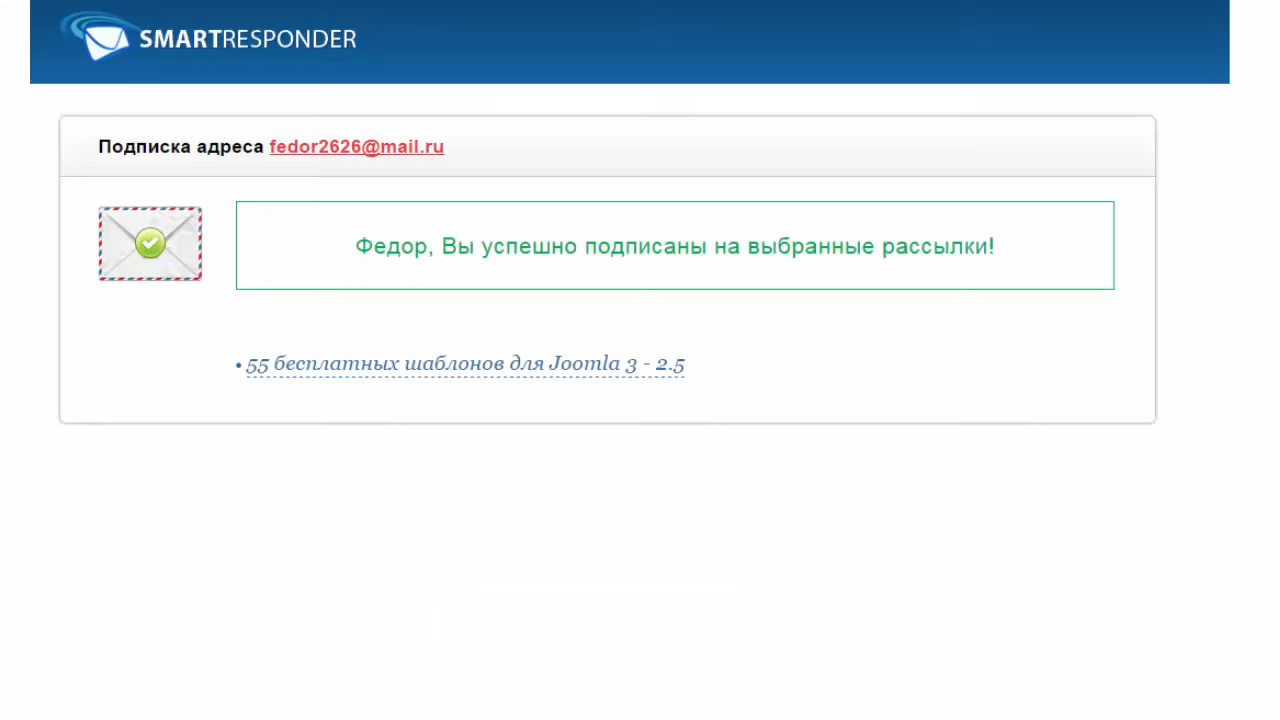 SMARTRESPONDER
Подписка адреса fedor2626@mail.ru
Федор, Вы успешно подписаны на выбранные рассылки!
• 55 бесплатных шаблонов для Joomla 3 - 2.5